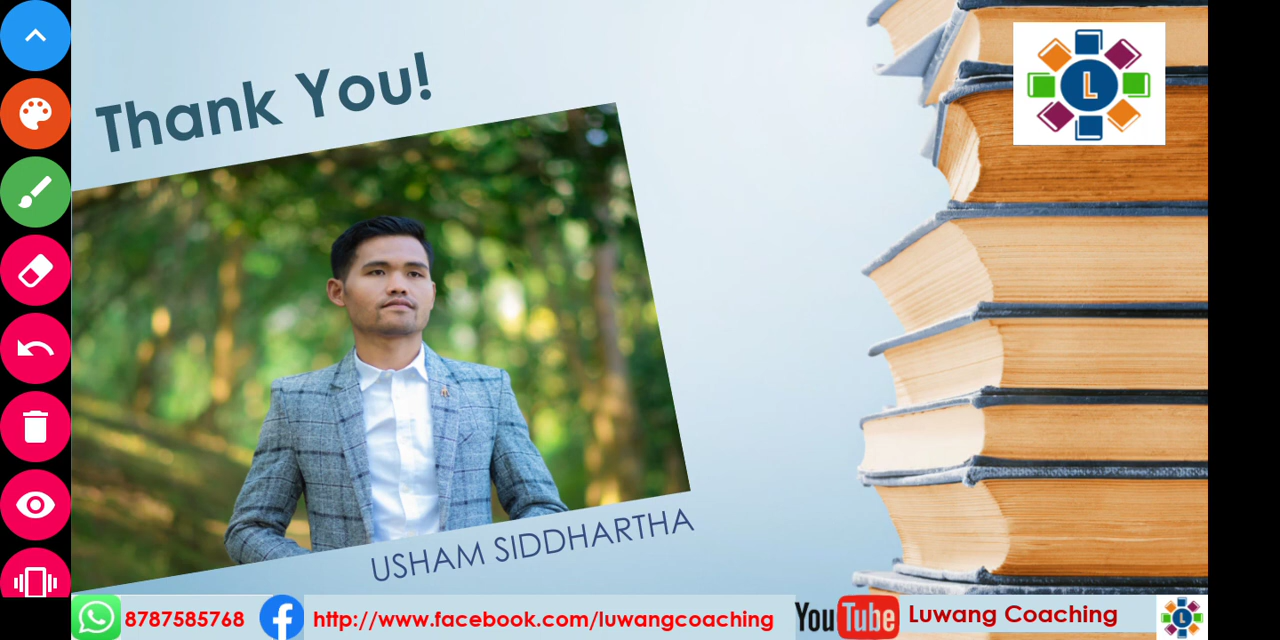 Thank You!
L
USHAM SIDDHARTHA
8787585768
http://www.facebook.com/luwangcoaching
YouTube
Luwang Coaching
L